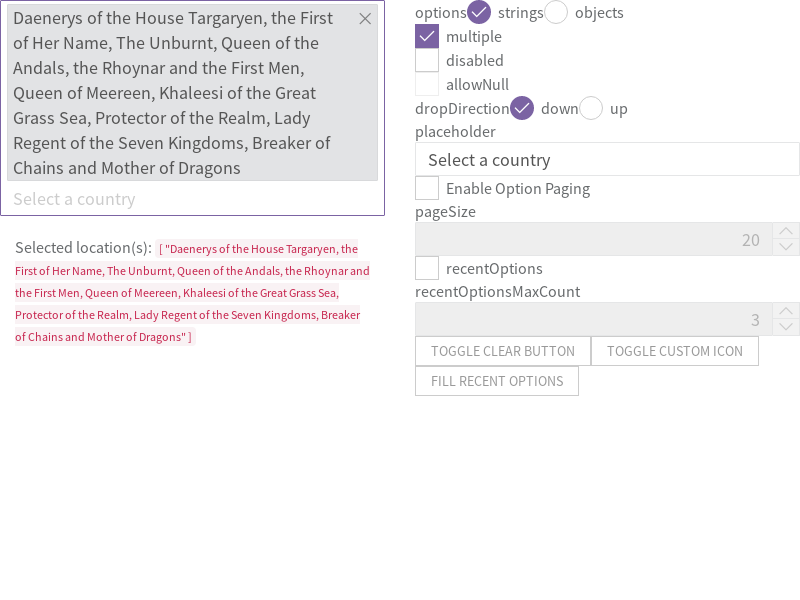 Daenerys of the House Targaryen, the First
of Her Name, The Unburnt, Queen of the
Andals, the Rhoynar and the First Men,
Queen of Meereen, Khaleesi of the Great
Grass Sea, Protector of the Realm, Lady
Regent of the Seven Kingdoms, Breaker of
Chains and Mother of Dragons
Select a country
Selected location(s): [ "Daenerys of the House Targaryen, the
First of Her Name, The Unburnt, Queen of the Andals, the Rhoynar and
the First Men, Queen of Meereen, Khaleesi of the Great Grass Sea,
Protector of the Realm, Lady Regent of the Seven Kingdoms, Breaker
of Chains and Mother of Dragons" ]
options strings objects
multiple
disabled
allowNull
dropDirection down up
placeholder
Select a country
Enable Option Paging
pageSize
20
recentOptions
recentOptionsMaxCount
3
TOGGLE CLEAR BUTTON TOGGLE CUSTOM ICON
FILL RECENT OPTIONS